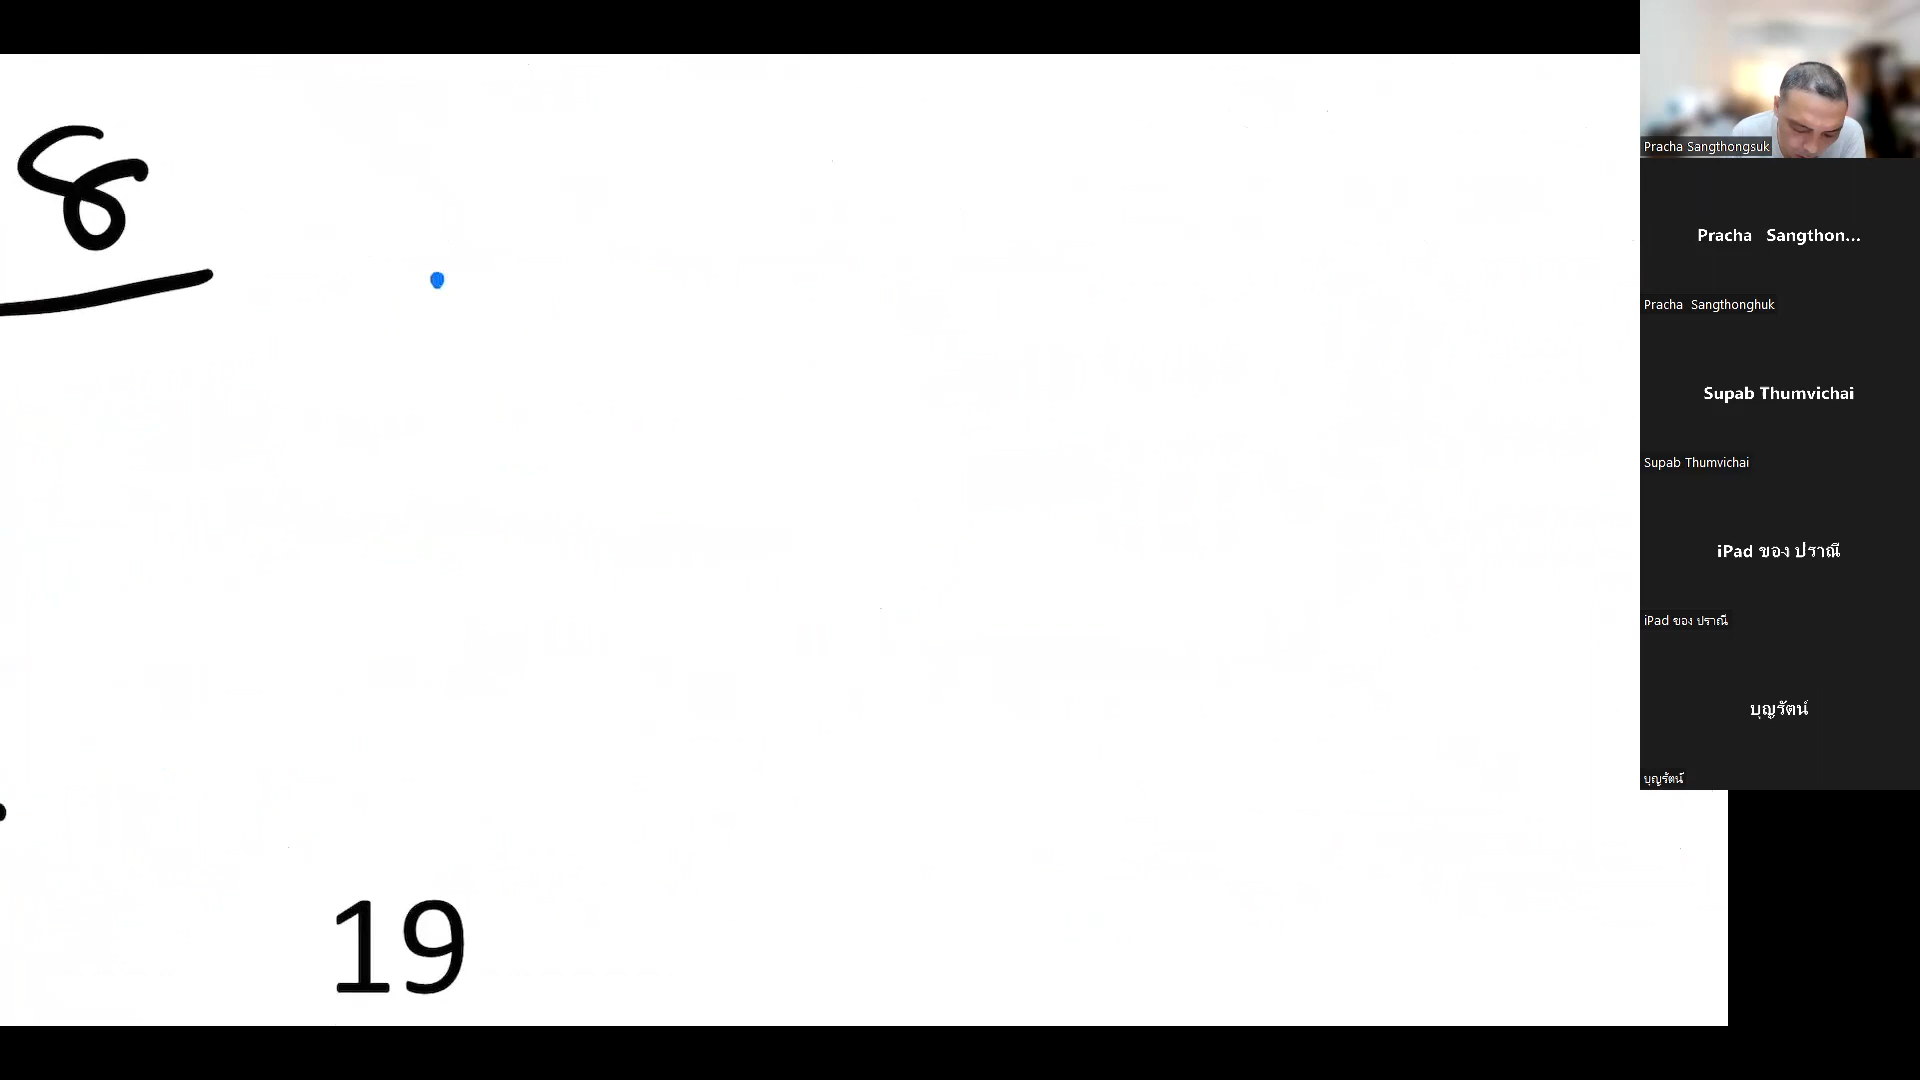 8
19
Pracha Sangthongsuk
Pracha Sangthon...
Pracha Sangthonghuk
Supab Thumvichai
Supab Thumvichai
iPad ของ ปราณี
iPad ของ ปราณี
บุญรัตน์
บุญรัตน์